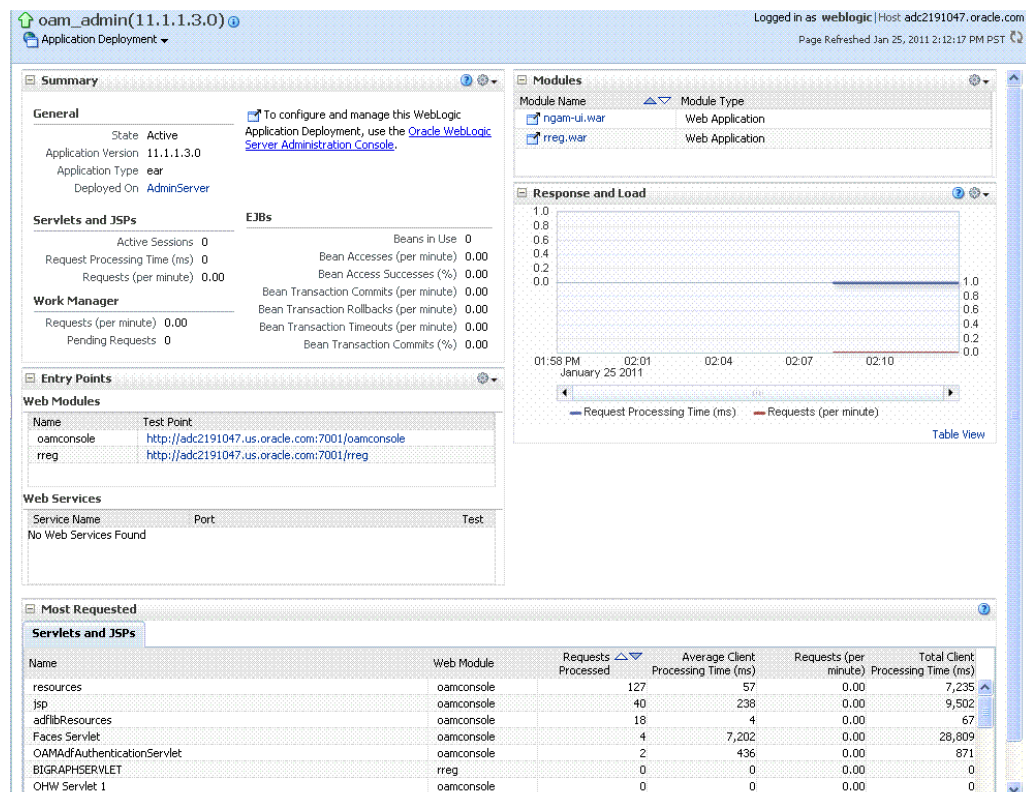 oam_admin(11.1.1.3.0)
Logged in as weblogic|Host adc2191047.oracle.com
Application Deployment
Page Refreshed Jan 25, 2011 2:12:17 PM PST
Summary
General
State Active
Application Version 11.1.1.3.0
Application Type ear
Deployed On AdminServer
To configure and manage this WebLogic
Application Deployment, use the Oracle WebLogic
Server Administration Console.
Servlets and JSPs
Active Sessions 0
Request Processing Time (ms) 0
Requests (per minute) 0.00
Work Manager
Requests (per minute) 0.00
Pending Requests 0
EJBs
Beans in Use 0
Bean Accesses (per minute) 0.00
Bean Access Successes (%) 0.00
Bean Transaction Commits (per minute) 0.00
Bean Transaction Rollbacks (per minute) 0.00
Bean Transaction Timeouts (per minute) 0.00
Bean Transaction Commits (%) 0.00
Modules
Module Name Module Type
ngam-ui.war Web Application
rreg.war Web Application
Response and Load
1.0
0.8
0.6
0.4
0.2
0.0
1.0
0.8
0.6
0.4
0.2
0.0
01:58 PM 02:01 02:04 02:07 02:10
January 25 2011
Request Processing Time (ms) Requests (per minute)
Table View
Entry Points
Web Modules
Name Test Point
oamconsole http://adc2191047.us.oracle.com:7001/oamconsole
rreg http://adc2191047.us.oracle.com:7001/rreg
Web Services
Service Name Port Test
No Web Services Found
Most Requested
Servlets and JSPs
Name Web Module Requests Processed Average Client Processing Time (ms) Requests (per minute) Total Client Processing Time (ms)
resources oamconsole 127 57 0.00 7,235
jsp oamconsole 40 238 0.00 9,502
adflibResources oamconsole 18 4 0.00 67
Faces Servlet oamconsole 4 7,202 0.00 28,809
OAMAdfAuthenticationServlet oamconsole 2 436 0.00 871
BIGRAPHSERVLET rreg 0 0 0.00 0
OHW Servlet 1 oamconsole 0 0 0.00 0